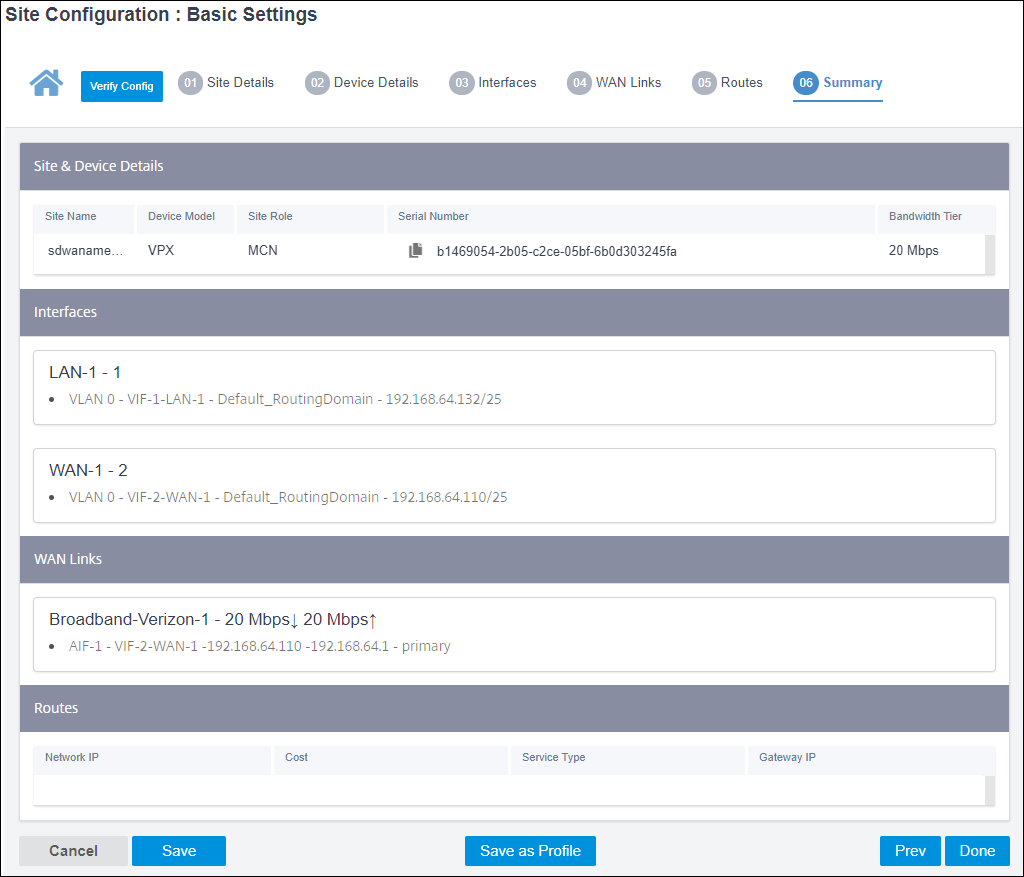 Site Configuration : Basic Settings
Verify Config 01 Site Details 02 Device Details 03 Interfaces 04 WAN Links 05 Routes 06 Summary
Site & Device Details
Site Name Device Model Site Role Serial Number Bandwidth Tier
sdwaname... VPX MCN b1469054-2b05-c2ce-05bf-6b0d303245fa 20 Mbps
Interfaces
LAN-1 - 1
• VLAN 0 - VIF-1-LAN-1 - Default_RoutingDomain - 192.168.64.132/25
WAN-1 - 2
• VLAN 0 - VIF-2-WAN-1 - Default_RoutingDomain - 192.168.64.110/25
WAN Links
Broadband-Verizon-1 - 20 Mbps↓ 20 Mbps↑
• AIF-1 - VIF-2-WAN-1 -192.168.64.110 -192.168.64.1 - primary
Routes
Network IP Cost Service Type Gateway IP
Cancel Save Save as Profile Prev Done